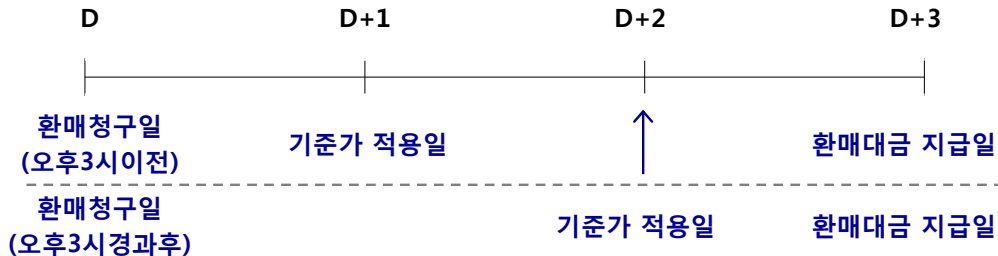 D D+1 D+2 D+3
환매청구일
(오후3시이전)
기준가 적용일
환매대금 지급일
환매청구일
(오후3시경과후)
기준가 적용일
환매대금 지급일